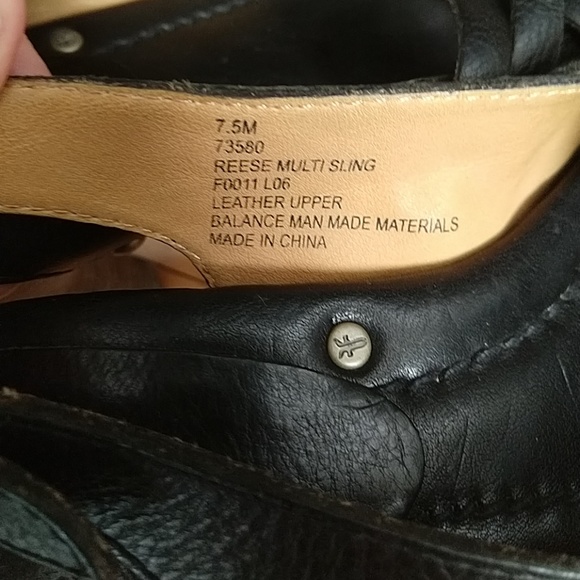 7.5M
73580
REESE MULTI SLING
F0011 L06
LEATHER UPPER
BALANCE MAN MADE MATERIALS
MADE IN CHINA